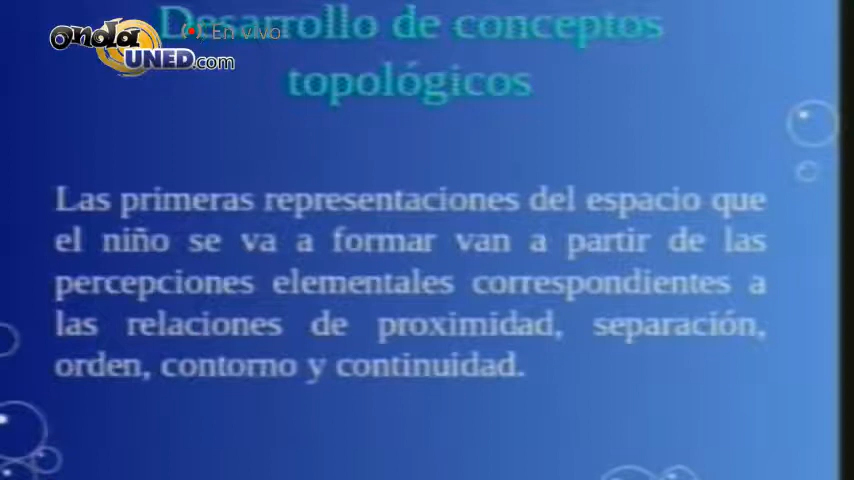 Desarrollo de conceptos
topológicos
onda
UNED.com
En vivo
Las primeras representaciones del espacio que
el niño se va a formar van a partir de las
percepciones elementales correspondientes a
las relaciones de proximidad, separación,
orden, contorno y continuidad.